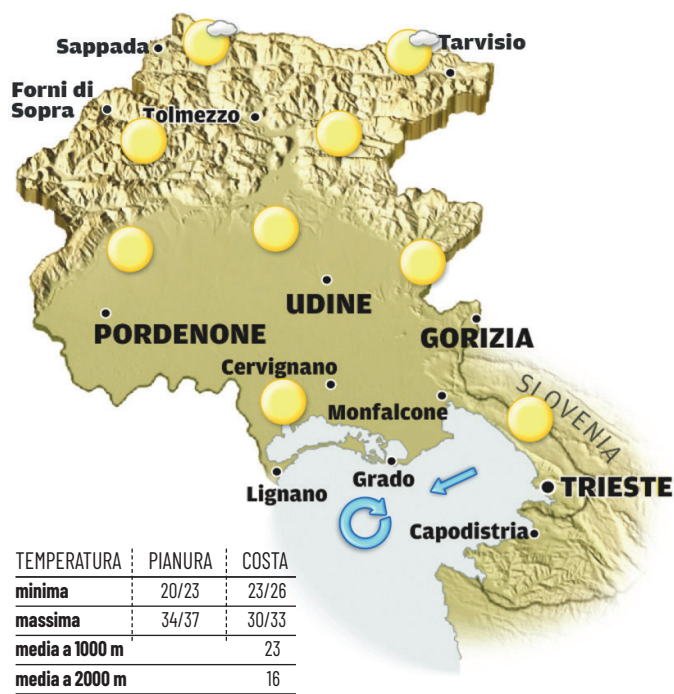 Sappada
Tarvisio
Forni di
Sopra
Tolmezzo
UDINE
PORDENONE
GORIZIA
Cervignano
Monfalcone
SLOVENIA
Lignano
Grado
TRIESTE
Capodistria
TEMPERATURA PIANURA COSTA
minima 20/23 23/26
massima 34/37 30/33
media a 1000 m 23
media a 2000 m 16